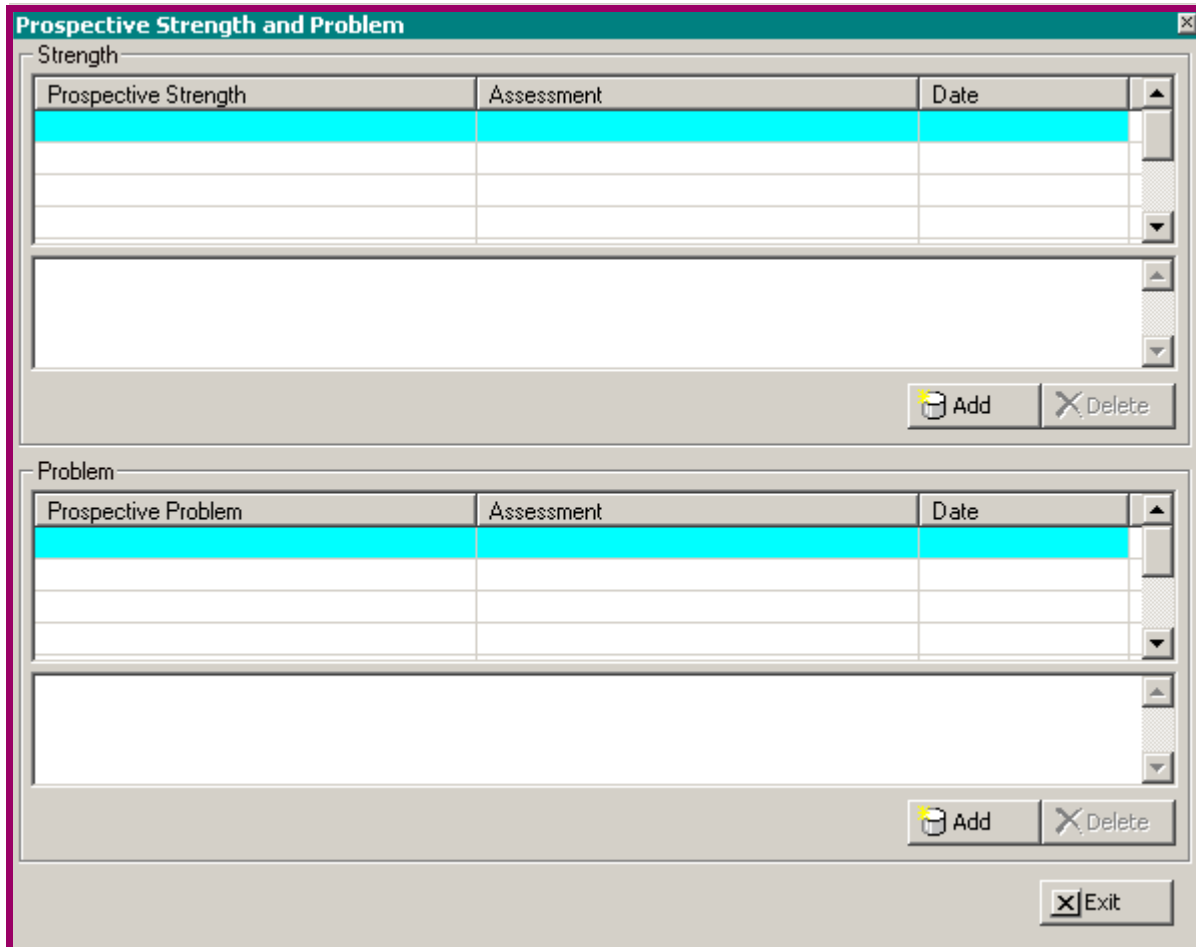 Prospective Strength and Problem
Strength
Prospective Strength Assessment Date
Add Delete
Problem
Prospective Problem Assessment Date
Add Delete
Exit